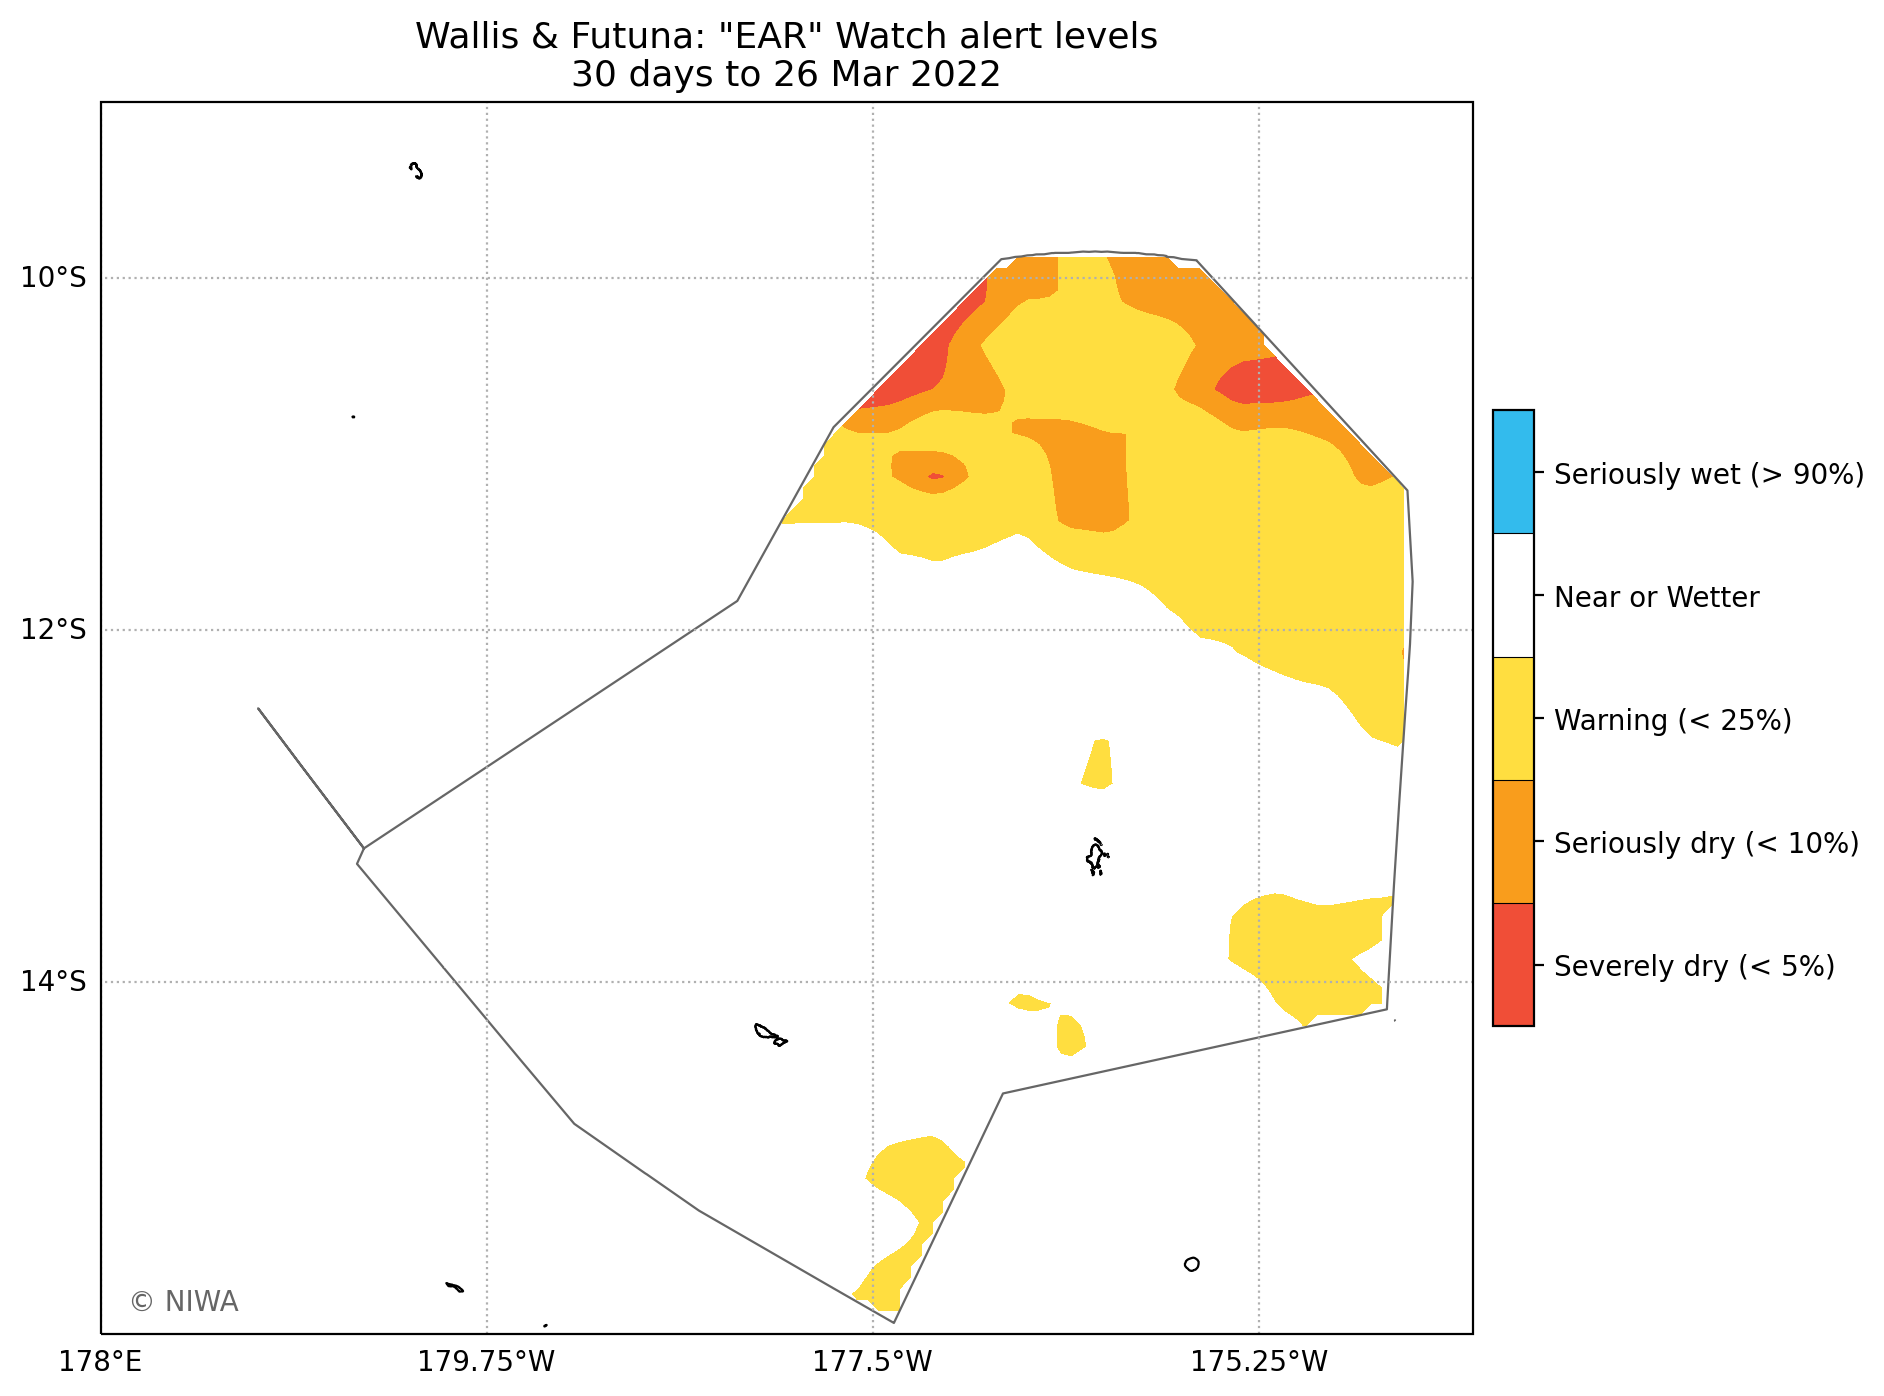 Wallis & Futuna: "EAR" Watch alert levels
30 days to 26 Mar 2022
10°S
12°S
14°S
178°E
179.75°W
177.5°W
175.25°W
Seriously wet (> 90%)
Near or Wetter
Warning (< 25%)
Seriously dry (< 10%)
Severely dry (< 5%)
© NIWA